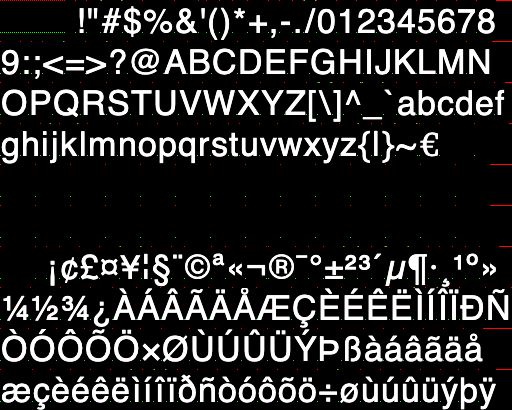 !"#$%&'()*+,-./012345678
9:;<=>?@ABCDEFGHIJKLMN
OPQRSTUVWXYZ[\]^_`abcdef
ghijklmnopqrstuvwxyz{|}~€
¡¢£¤¥¦§¨©ª«¬®¯°±²³´µ¶·¸¹º»
¼½¾¿ÀÁÂÃÄÅÆÇÈÉÊËÌÍÎÏÐÑ
ÒÓÔÕÖ×ØÙÚÛÜÝÞßàáâãäå
æçèéêëìíîïðñòóôõö÷øùúûüýþÿ